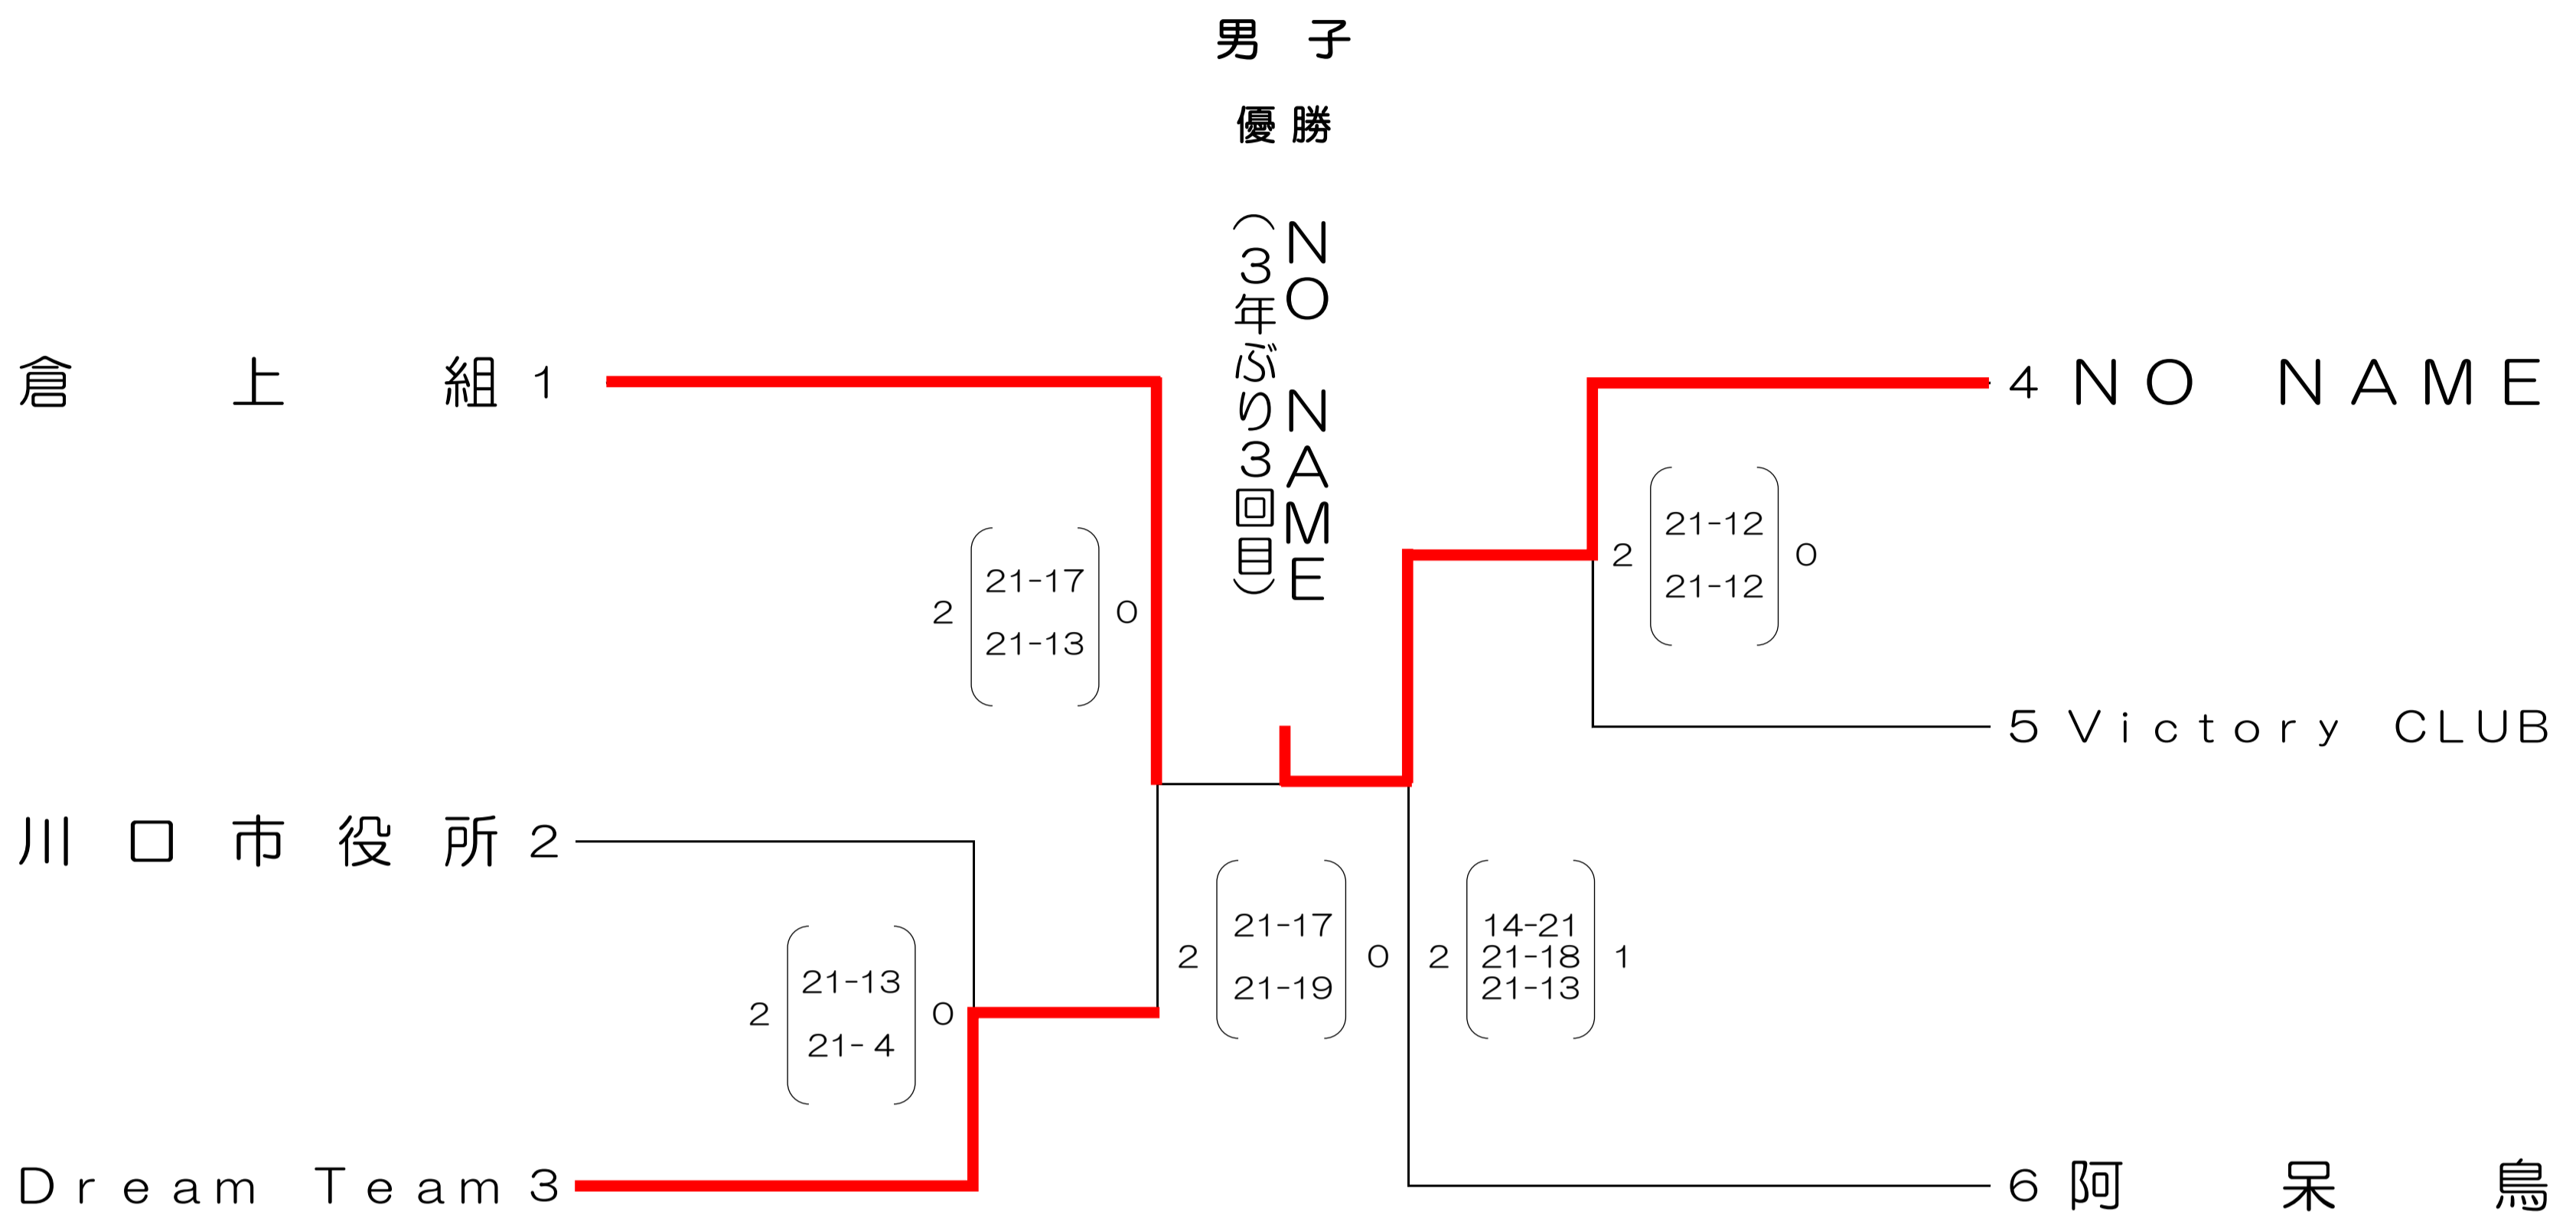 男子
優勝
NO NAME
（3年ぶり3回目）
倉上組 1
4 NO NAME
2 21-12 0
21-12
2 21-17 0
21-13
5 Victory CLUB
川口市役所 2
2 21-17 0
21-19
2 14-21 1
21-18
21-13
2 21-13 0
21- 4
Dream Team 3
6 阿呆鳥